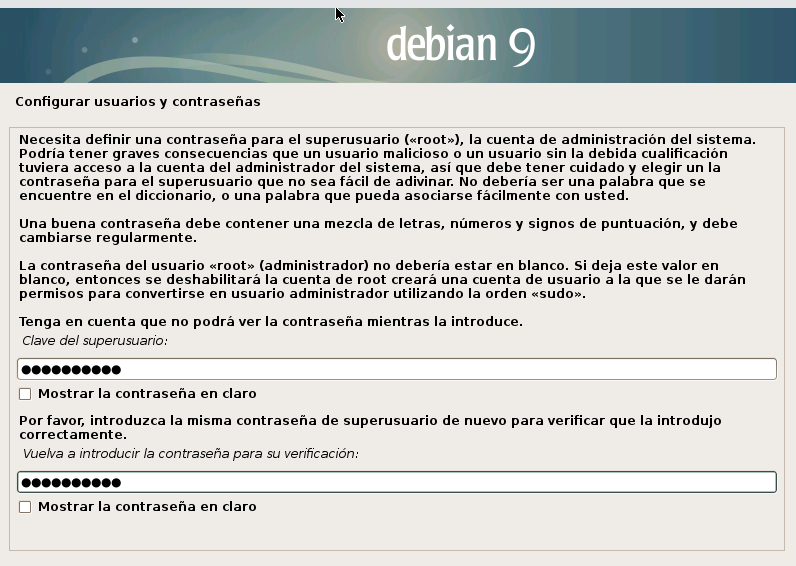 debian 9
Configurar usuarios y contraseñas
Necesita definir una contraseña para el superusuario («root»), la cuenta de administración del sistema.
Podría tener graves consecuencias que un usuario malicioso o un usuario sin la debida cualificación
tuviera acceso a la cuenta del administrador del sistema, así que debe tener cuidado y elegir un la
contraseña para el superusuario que no sea fácil de adivinar. No debería ser una palabra que se
encuentre en el diccionario, o una palabra que pueda asociarse fácilmente con usted.
Una buena contraseña debe contener una mezcla de letras, números y signos de puntuación, y debe
cambiarse regularmente.
La contraseña del usuario «root» (administrador) no debería estar en blanco. Si deja este valor en
blanco, entonces se deshabilitará la cuenta de root creará una cuenta de usuario a la que se le darán
permisos para convertirse en usuario administrador utilizando la orden «sudo».
Tenga en cuenta que no podrá ver la contraseña mientras la introduce.
Clave del superusuario:
●●●●●●●●●●
Mostrar la contraseña en claro
Por favor, introduzca la misma contraseña de superusuario de nuevo para verificar que la introdujo
correctamente.
Vuelva a introducir la contraseña para su verificación:
●●●●●●●●●●
Mostrar la contraseña en claro